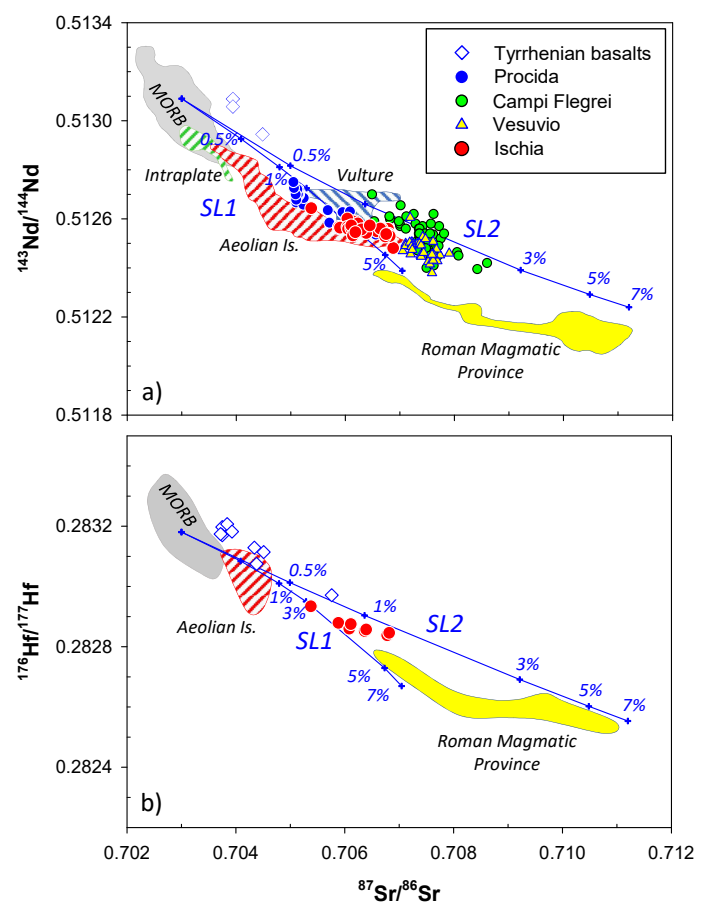 0.5134
0.5130
0.5126
0.5122
0.5118
¹⁴³Nd/¹⁴⁴Nd
Tyrrhenian basalts
Procida
Campi Flegrei
Vesuvio
Ischia
MORB
0.5%
0.5%
Intraplate
1%
Vulture
SL1
SL2
Aeolian Is.
5%
3%
5%
7%
Roman Magmatic
Province
a)
0.2832
0.2828
0.2824
¹⁷⁶Hf/¹⁷⁷Hf
MORB
0.5%
1%
1%
3%
Aeolian Is.
SL1
SL2
3%
5%
7%
5%
7%
Roman Magmatic
Province
b)
0.702
0.704
0.706
0.708
0.710
0.712
⁸⁷Sr/⁸⁶Sr